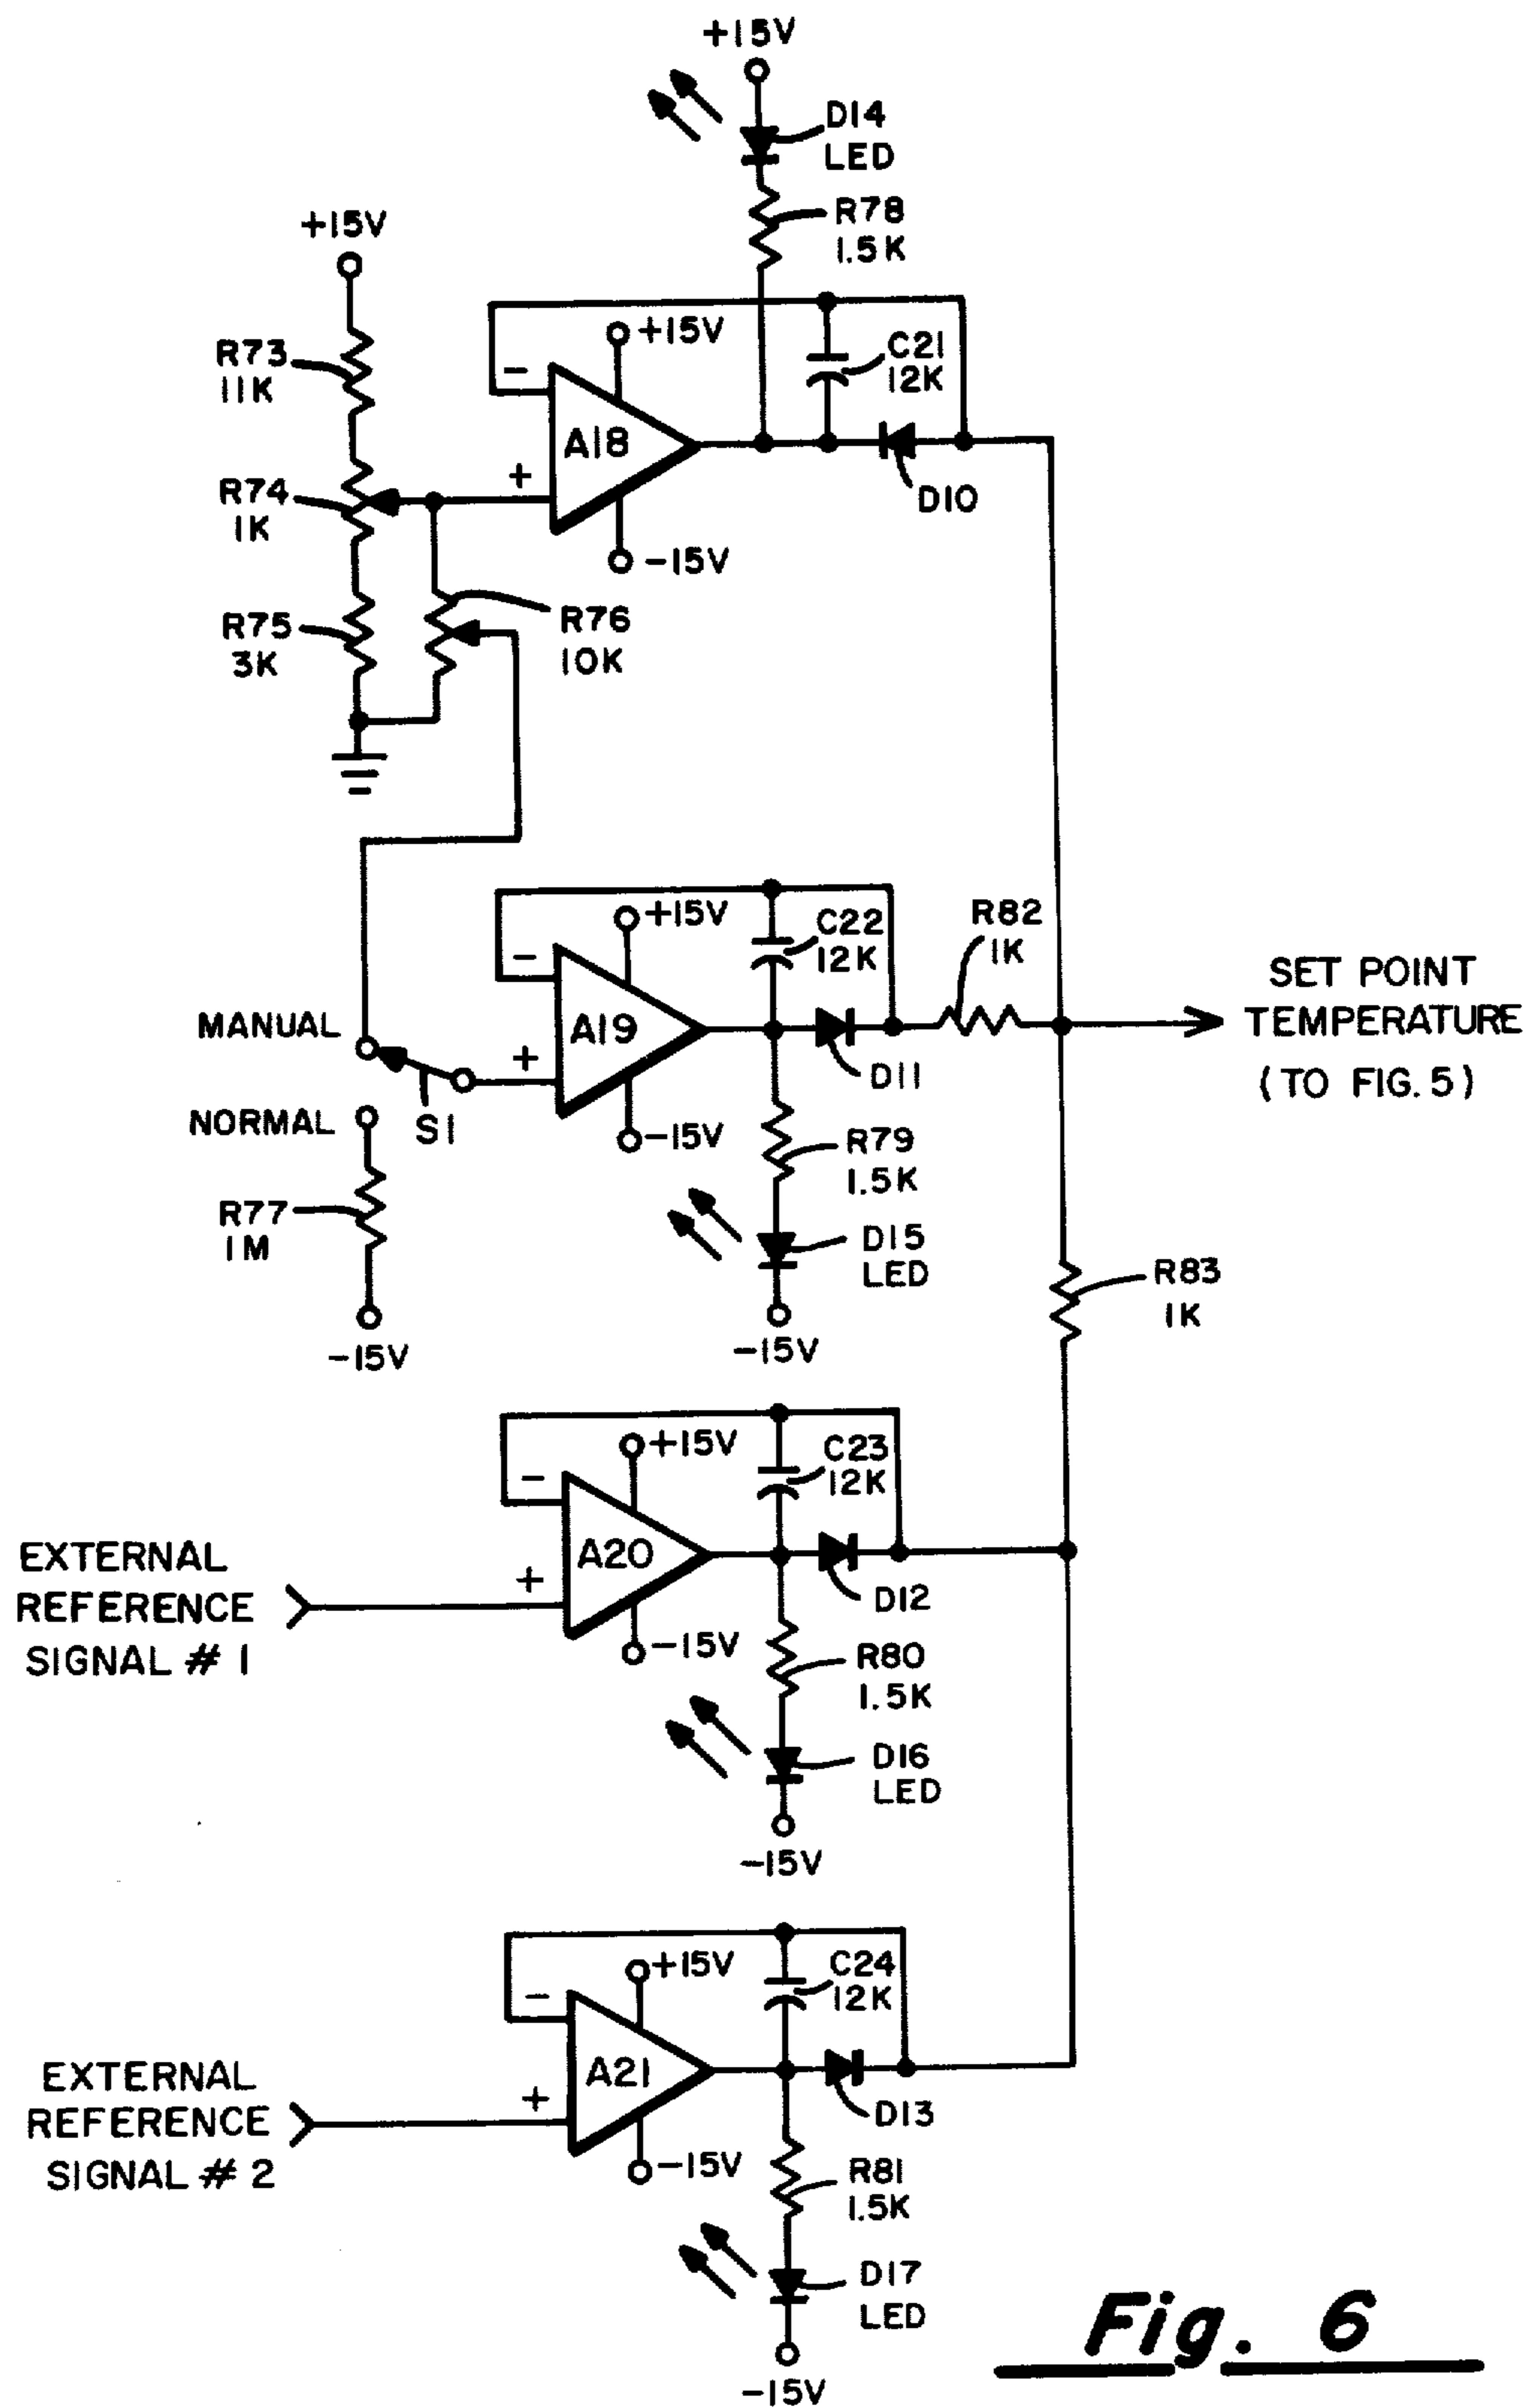 +15V
D14
LED
R78
1.5K
+15V
R73
11K
R74
1K
R75
3K
R76
10K
-
+15V
A18
+
-15V
C21
12K
D10
MANUAL
NORMAL
S1
R77
1M
-15V
-
+15V
A19
+
-15V
C22
12K
D11
R82
1K
SET POINT
TEMPERATURE
(TO FIG. 5)
R79
1.5K
D15
LED
-15V
R83
1K
EXTERNAL
REFERENCE
SIGNAL # 1
-
+15V
A20
+
-15V
C23
12K
D12
R80
1.5K
D16
LED
-15V
EXTERNAL
REFERENCE
SIGNAL # 2
-
+15V
A21
+
-15V
C24
12K
D13
R81
1.5K
D17
LED
-15V
Fig. 6